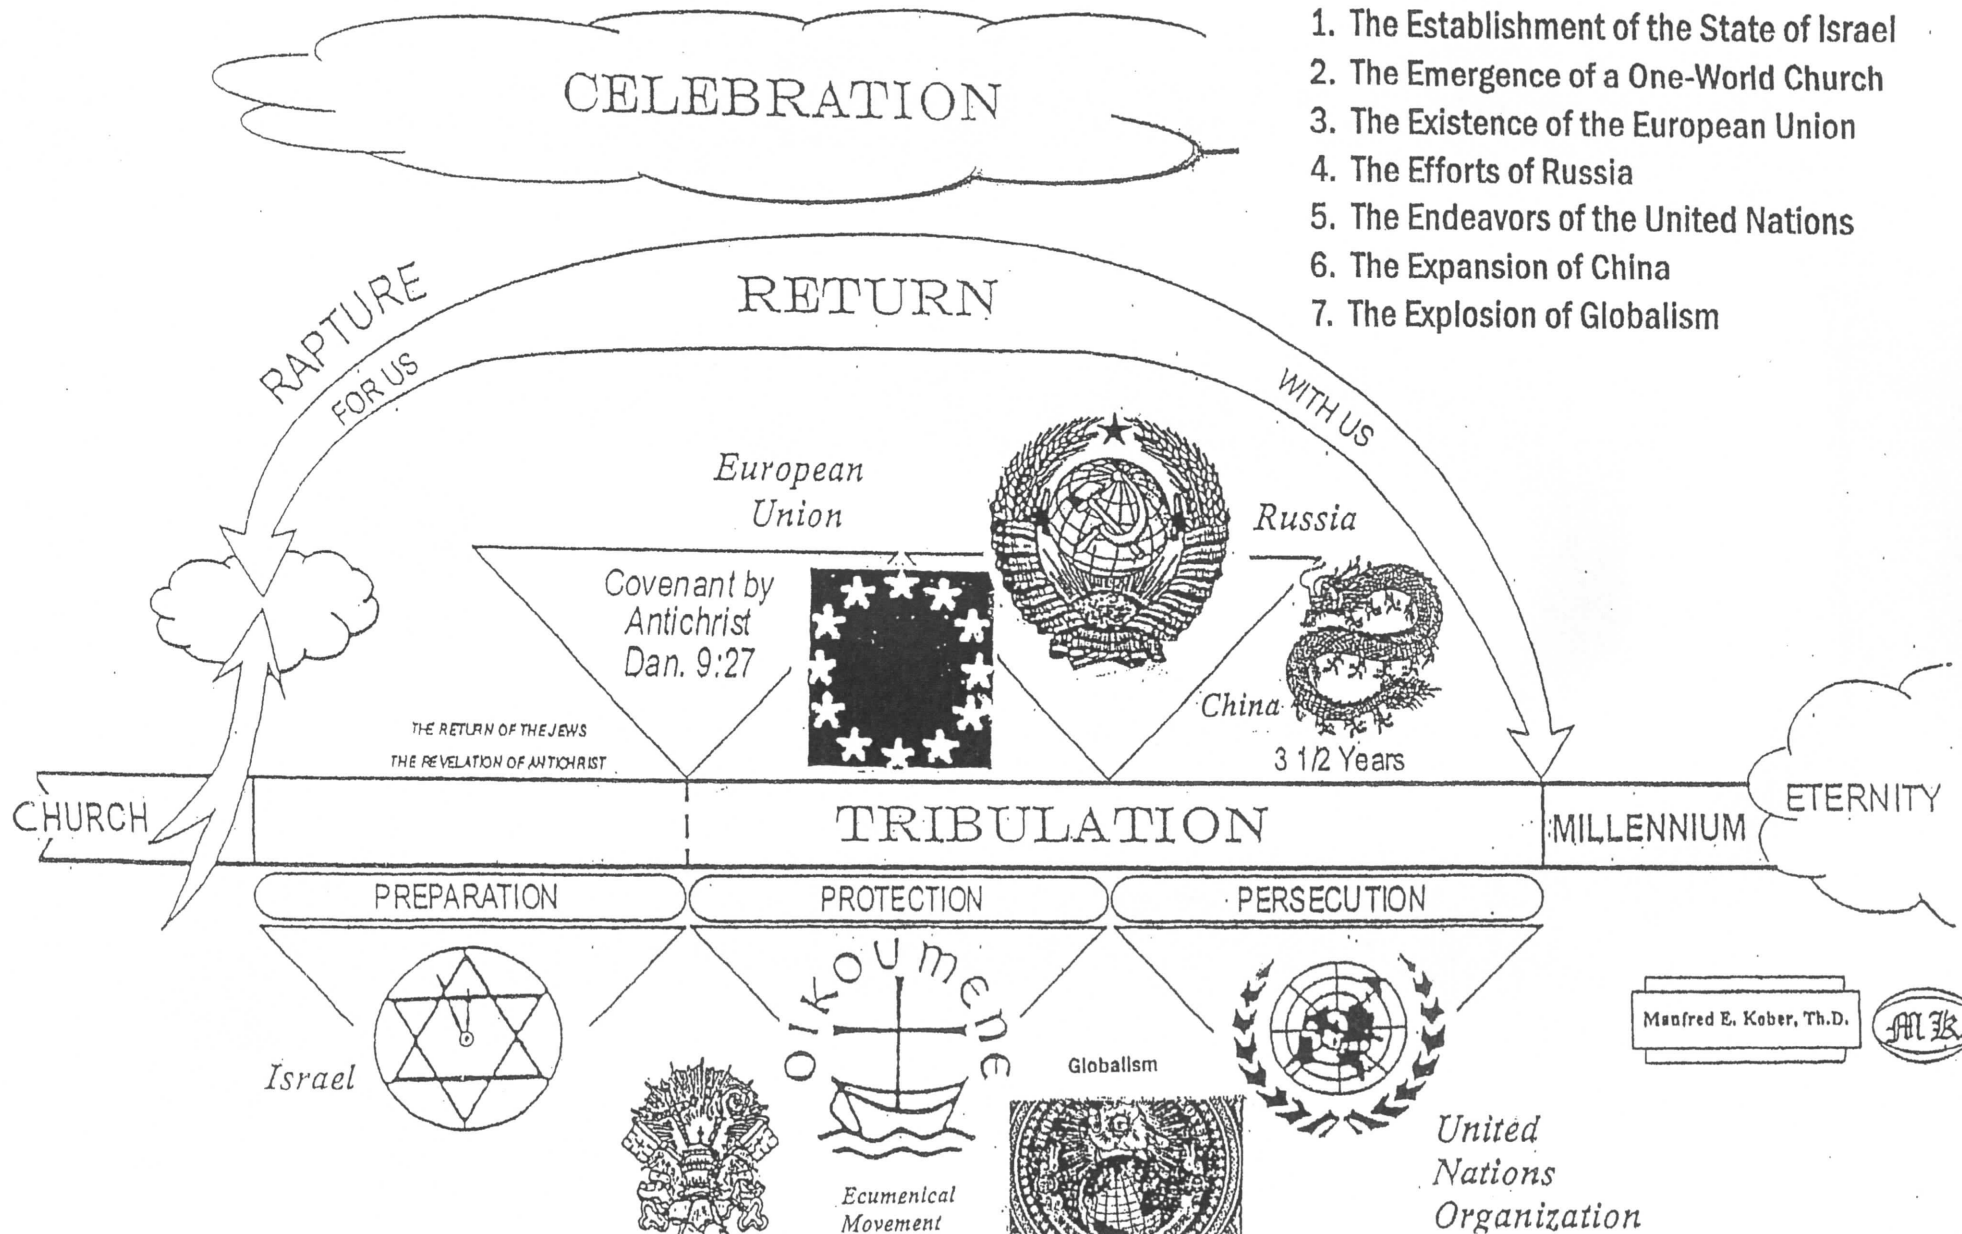 CELEBRATION
1. The Establishment of the State of Israel
2. The Emergence of a One-World Church
3. The Existence of the European Union
4. The Efforts of Russia
5. The Endeavors of the United Nations
6. The Expansion of China
7. The Explosion of Globalism
RETURN
RAPTURE
FOR US
WITH US
European
Union
Russia
Covenant by
Antichrist
Dan. 9:27
China
3 1/2 Years
THE RETURN OF THE JEWS
THE REVELATION OF ANTICHRIST
CHURCH
TRIBULATION
MILLENNIUM
ETERNITY
PREPARATION
PROTECTION
PERSECUTION
Israel
OIKOUMENE
Ecumenical
Movement
Globalism
United
Nations
Organization
Manfred E. Kober, Th.D.
MK